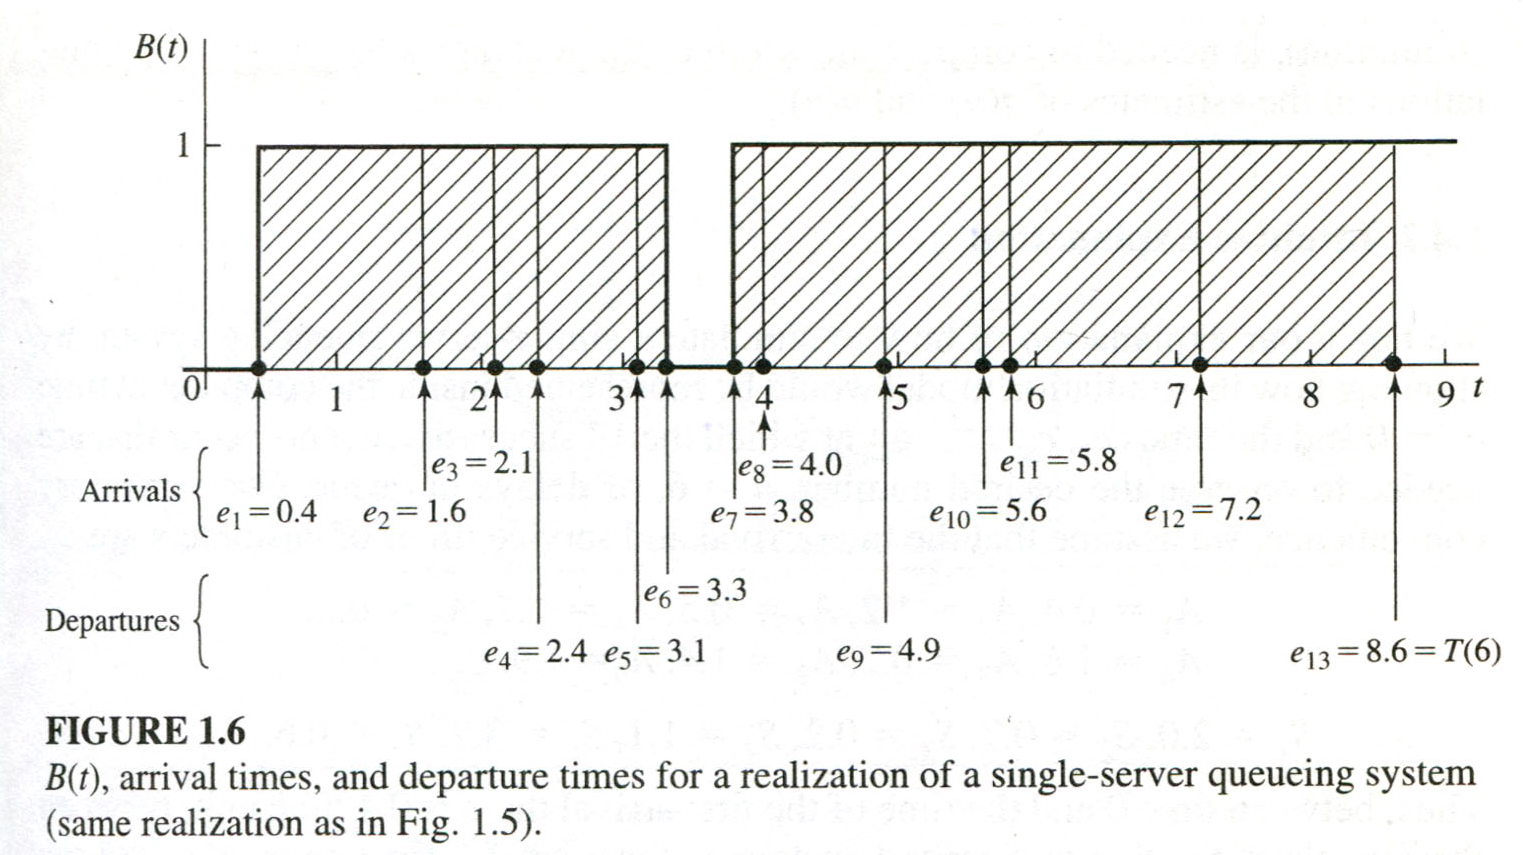 B(t)
1
0 1 2 3 4 5 6 7 8 9 t
e3 = 2.1 e8 = 4.0 e11 = 5.8
Arrivals
e1 = 0.4 e2 = 1.6 e7 = 3.8 e10 = 5.6 e12 = 7.2
e6 = 3.3
Departures
e4 = 2.4 e5 = 3.1 e9 = 4.9 e13 = 8.6 = T(6)
FIGURE 1.6
B(t), arrival times, and departure times for a realization of a single-server queueing system
(same realization as in Fig. 1.5).